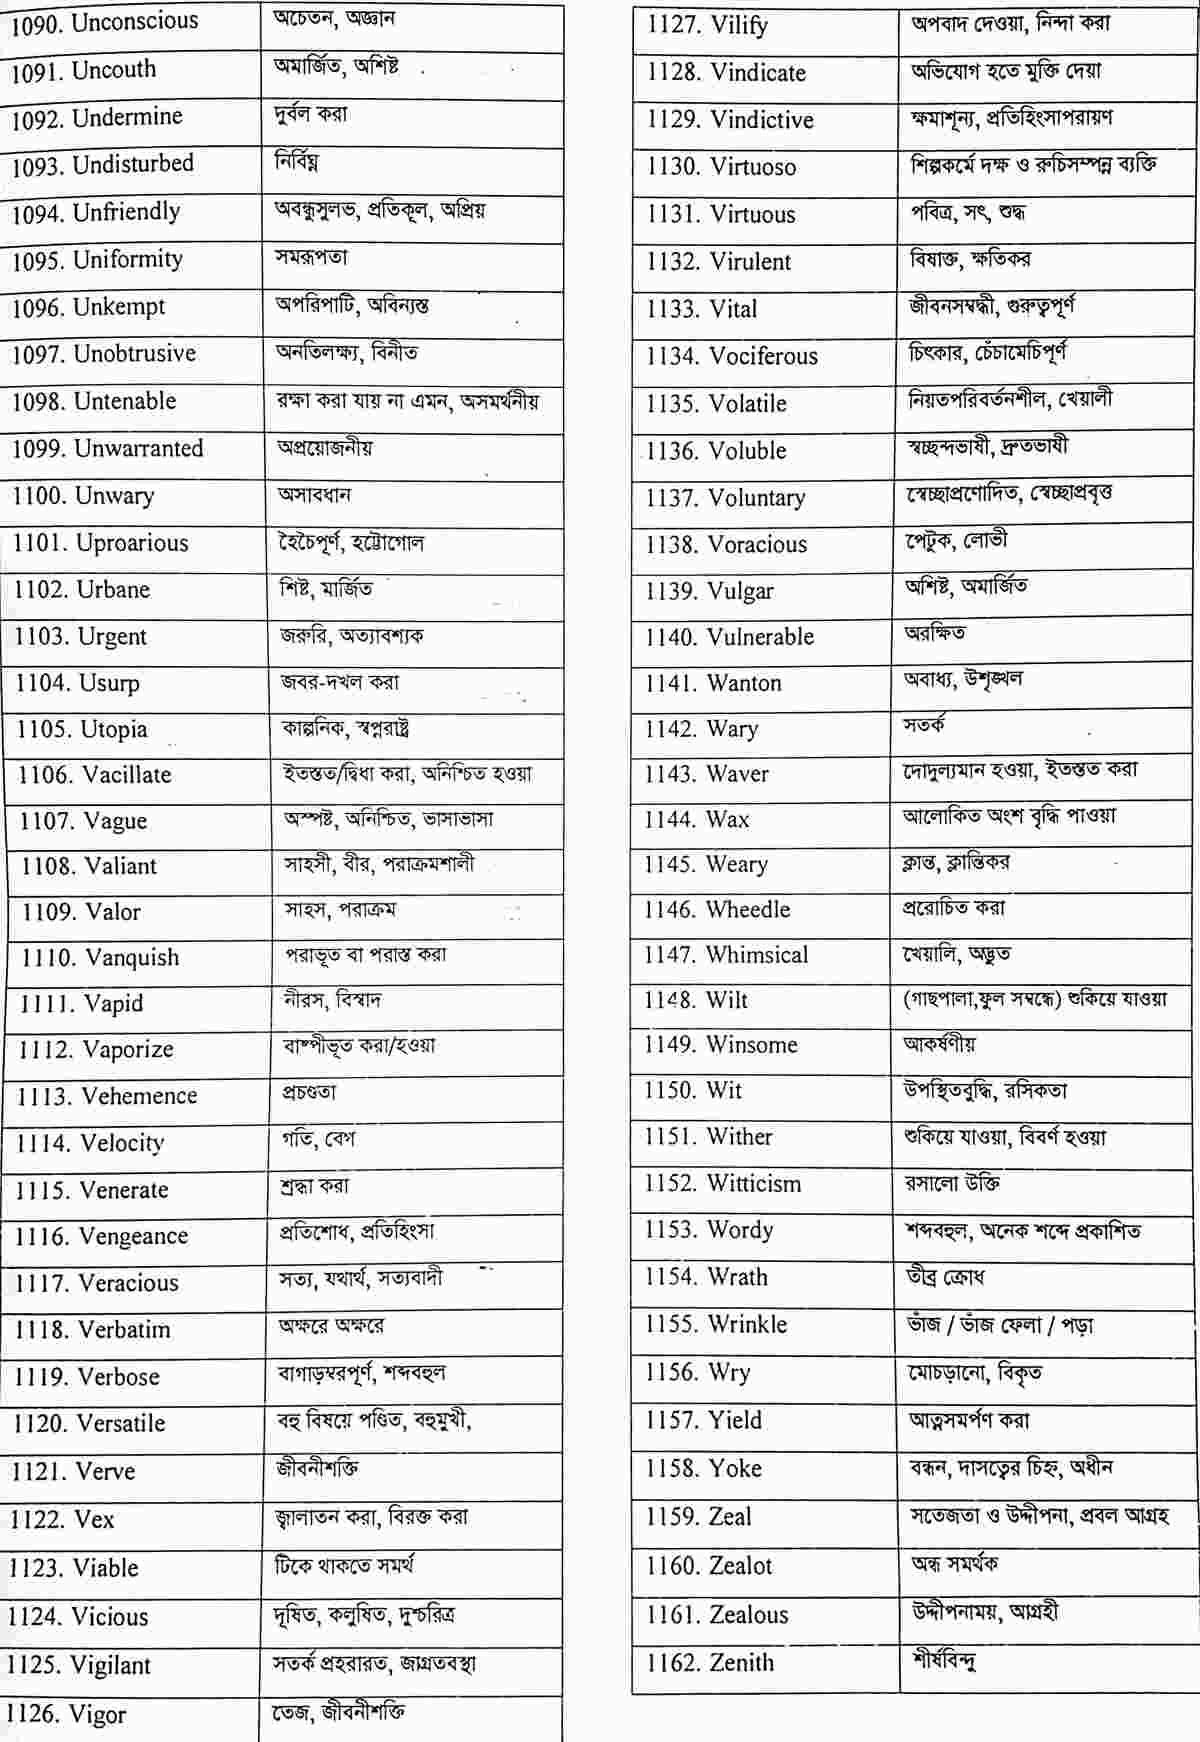 1090. Unconscious অচেতন, অজ্ঞান
1091. Uncouth অমার্জিত, অশিষ্ট
1092. Undermine দুর্বল করা
1093. Undisturbed নির্বিঘ্ন
1094. Unfriendly অবন্ধুসুলভ, প্রতিকূল, অপ্রিয়
1095. Uniformity সমরূপতা
1096. Unkempt অপরিপাটি, অবিন্যস্ত
1097. Unobtrusive অনতিলক্ষ্য, বিনীত
1098. Untenable রক্ষা করা যায় না এমন, অসমর্থনীয়
1099. Unwarranted অপ্রয়োজনীয়
1100. Unwary অসাবধান
1101. Uproarious হৈচৈপূর্ণ, হট্টোগোল
1102. Urbane শিষ্ট, মার্জিত
1103. Urgent জরুরি, অত্যাবশ্যক
1104. Usurp জবর-দখল করা
1105. Utopia কাল্পনিক, স্বপ্নরাষ্ট্র
1106. Vacillate ইতস্তত/দ্বিধা করা, অনিশ্চিত হওয়া
1107. Vague অস্পষ্ট, অনিশ্চিত, ভাসাভাসা
1108. Valiant সাহসী, বীর, পরাক্রমশালী
1109. Valor সাহস, পরাক্রম
1110. Vanquish পরাভূত বা পরাস্ত করা
1111. Vapid নীরস, বিস্বাদ
1112. Vaporize বাষ্পীভূত করা/হওয়া
1113. Vehemence প্রচণ্ডতা
1114. Velocity গতি, বেগ
1115. Venerate শ্রদ্ধা করা
1116. Vengeance প্রতিশোধ, প্রতিহিংসা
1117. Veracious সত্য, যথার্থ, সত্যবাদী
1118. Verbatim অক্ষরে অক্ষরে
1119. Verbose বাগাড়ম্বরপূর্ণ, শব্দবহুল
1120. Versatile বহু বিষয়ে পণ্ডিত, বহুমুখী,
1121. Verve জীবনীশক্তি
1122. Vex জ্বালাতন করা, বিরক্ত করা
1123. Viable টিকে থাকতে সমর্থ
1124. Vicious দূষিত, কলুষিত, দুশ্চরিত্র
1125. Vigilant সতর্ক প্রহরারত, জাগ্রতবস্থা
1126. Vigor তেজ, জীবনীশক্তি
1127. Vilify অপবাদ দেওয়া, নিন্দা করা
1128. Vindicate অভিযোগ হতে মুক্তি দেয়া
1129. Vindictive ক্ষমাশূন্য, প্রতিহিংসাপরায়ণ
1130. Virtuoso শিল্পকর্মে দক্ষ ও রুচিসম্পন্ন ব্যক্তি
1131. Virtuous পবিত্র, সৎ, শুদ্ধ
1132. Virulent বিষাক্ত, ক্ষতিকর
1133. Vital জীবনসম্বন্ধী, গুরুত্বপূর্ণ
1134. Vociferous চিৎকার, চেঁচামেচিপূর্ণ
1135. Volatile নিয়তপরিবর্তনশীল, খেয়ালী
1136. Voluble স্বচ্ছন্দভাষী, দ্রুতভাষী
1137. Voluntary স্বেচ্ছাপ্রণোদিত, স্বেচ্ছাপ্রবৃত্ত
1138. Voracious পেটুক, লোভী
1139. Vulgar অশিষ্ট, অমার্জিত
1140. Vulnerable অরক্ষিত
1141. Wanton অবাধ্য, উশৃঙ্খল
1142. Wary সতর্ক
1143. Waver দোদুল্যমান হওয়া, ইতস্তত করা
1144. Wax আলোকিত অংশ বৃদ্ধি পাওয়া
1145. Weary ক্লান্ত, ক্লান্তিকর
1146. Wheedle প্ররোচিত করা
1147. Whimsical খেয়ালি, অদ্ভুত
1148. Wilt (গাছপালা,ফুল সম্বন্ধে) শুকিয়ে যাওয়া
1149. Winsome আকর্ষণীয়
1150. Wit উপস্থিতবুদ্ধি, রসিকতা
1151. Wither শুকিয়ে যাওয়া, বিবর্ণ হওয়া
1152. Witticism রসালো উক্তি
1153. Wordy শব্দবহুল, অনেক শব্দে প্রকাশিত
1154. Wrath তীব্র ক্রোধ
1155. Wrinkle ভাঁজ / ভাঁজ ফেলা / পড়া
1156. Wry মোচড়ানো, বিকৃত
1157. Yield আত্মসমর্পণ করা
1158. Yoke বন্ধন, দাসত্বের চিহ্ন, অধীন
1159. Zeal সতেজতা ও উদ্দীপনা, প্রবল আগ্রহ
1160. Zealot অন্ধ সমর্থক
1161. Zealous উদ্দীপনাময়, আগ্রহী
1162. Zenith শীর্ষবিন্দু